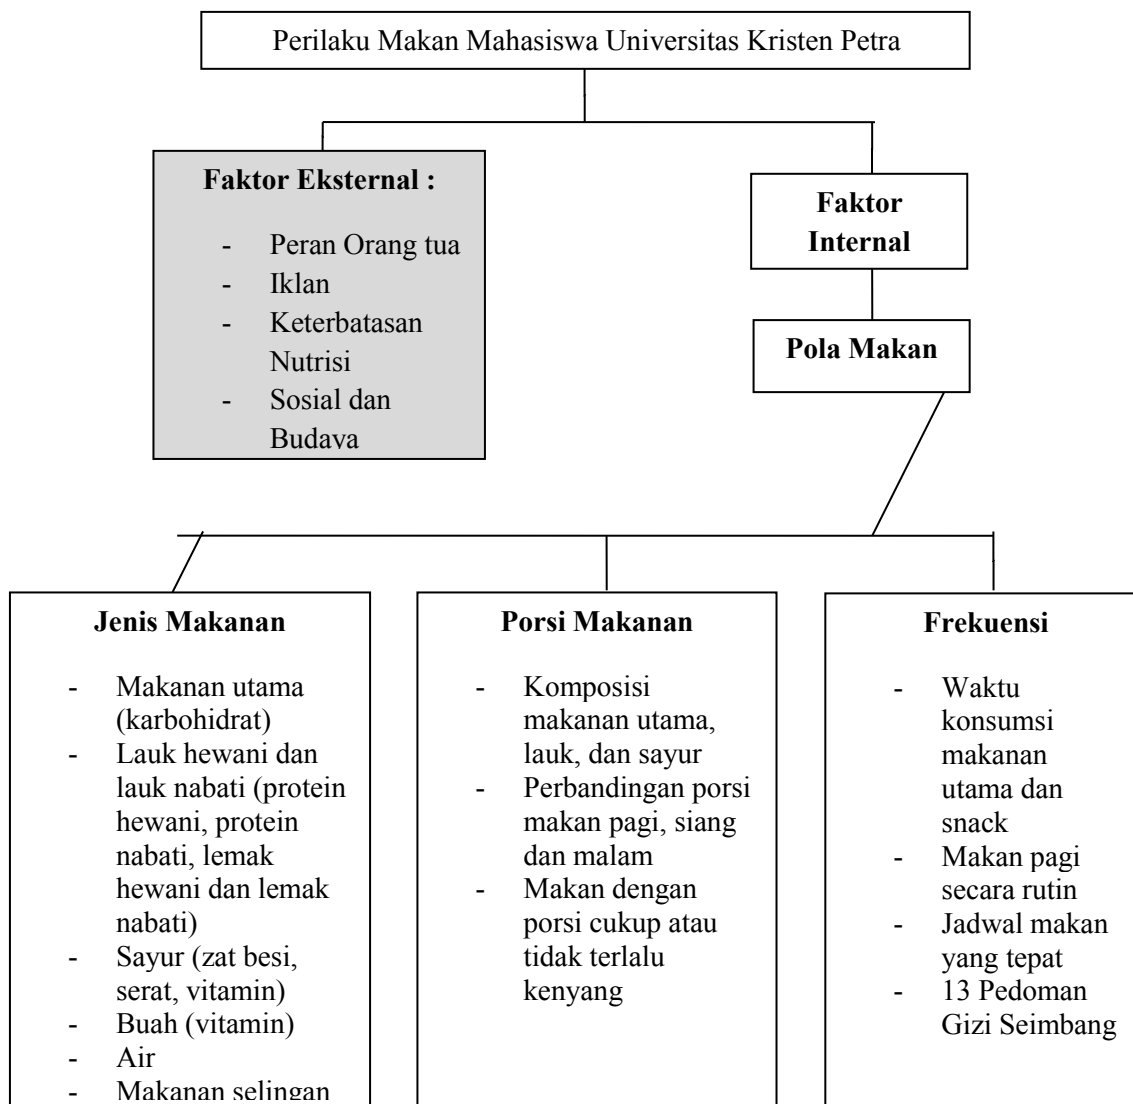 Perilaku Makan Mahasiswa Universitas Kristen Petra
Faktor Eksternal :
- Peran Orang tua
- Iklan
- Keterbatasan
Nutrisi
- Sosial dan
Budaya
Faktor
Internal
Pola Makan
Jenis Makanan
- Makanan utama
(karbohidrat)
- Lauk hewani dan
lauk nabati (protein
hewani, protein
nabati, lemak
hewani dan lemak
nabati)
- Sayur (zat besi,
serat, vitamin)
- Buah (vitamin)
- Air
- Makanan selingan
Porsi Makanan
- Komposisi
makanan utama,
lauk, dan sayur
- Perbandingan porsi
makan pagi, siang
dan malam
- Makan dengan
porsi cukup atau
tidak terlalu
kenyang
Frekuensi
- Waktu
konsumsi
makanan
utama dan
snack
- Makan pagi
secara rutin
- Jadwal makan
yang tepat
- 13 Pedoman
Gizi Seimbang